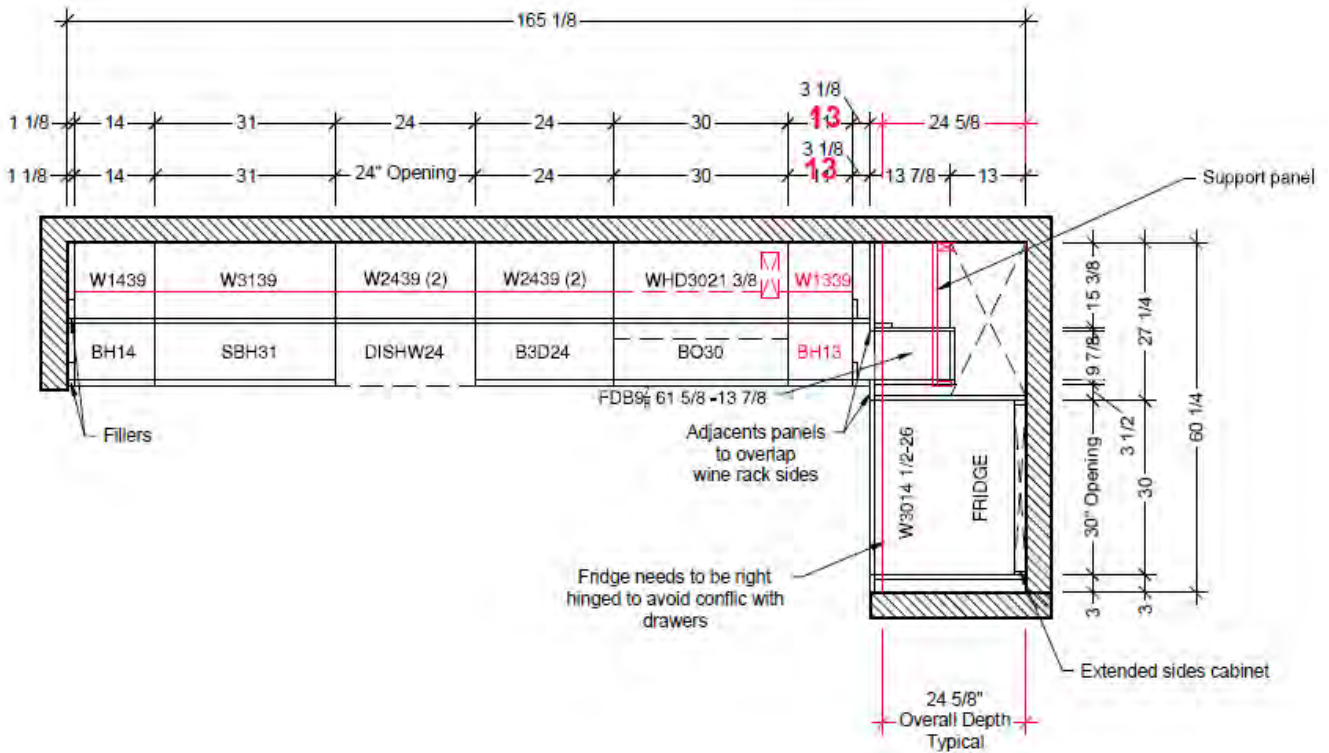 165 1/8
3 1/8
1 1/8 14 31 24 24 30 13 24 5/8
3 1/8
1 1/8 14 31 24" Opening 24 30 13 13 7/8 13
Support panel
W1439 W3139 W2439 (2) W2439 (2) WHD3021 3/8 W1339
15 3/8
27 1/4
9 7/8
3 1/2
60 1/4
BH14 SBH31 DISHW24 B3D24 BO30 BH13
FDB9 7/8 61 5/8 -13 7/8
Fillers
Adjacents panels
to overlap
wine rack sides
W3014 1/2-26
FRIDGE
30" Opening
30
Fridge needs to be right
hinged to avoid conflic with
drawers
3
3
Extended sides cabinet
24 5/8"
Overall Depth
Typical